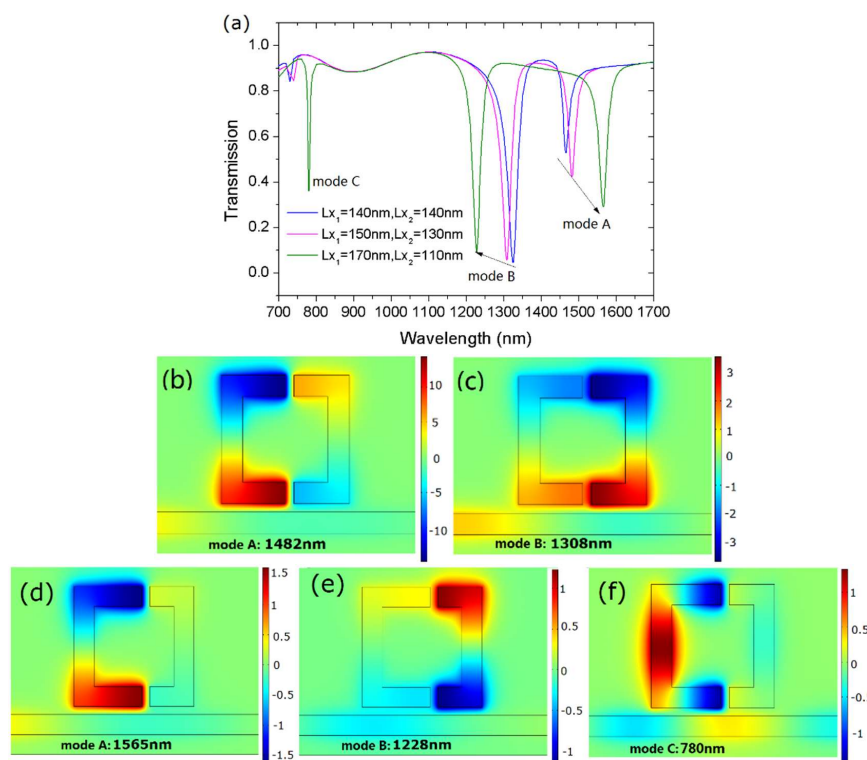 (a)
1.0
0.8
0.6
0.4
0.2
0.0
Transmission
mode C
mode A
mode B
Lx₁=140nm,Lx₂=140nm
Lx₁=150nm,Lx₂=130nm
Lx₁=170nm,Lx₂=110nm
700 800 900 1000 1100 1200 1300 1400 1500 1600 1700
Wavelength (nm)
(b)
mode A: 1482nm
10
5
0
-5
-10
(c)
mode B: 1308nm
3
2
1
0
-1
-2
-3
(d)
mode A: 1565nm
1.5
1
0.5
0
-0.5
-1
-1.5
(e)
mode B: 1228nm
1
0.5
0
-0.5
-1
(f)
mode C: 780nm
1
0.5
0
-0.5
-1